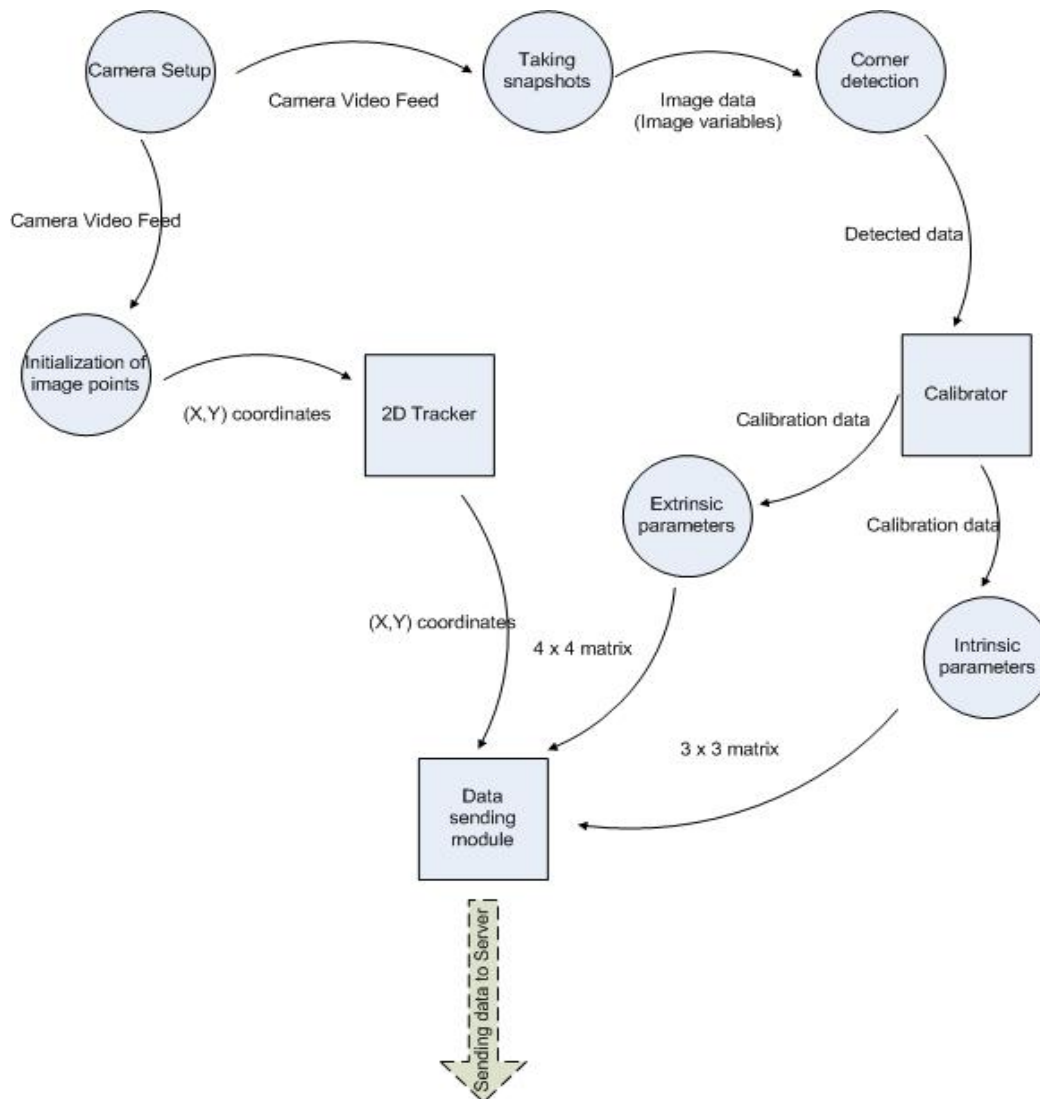 Camera Setup
Camera Video Feed
Taking
snapshots
Image data
(Image variables)
Corner
detection
Camera Video Feed
Detected data
Initialization of
image points
(X,Y) coordinates
2D Tracker
Calibrator
Calibration data
Extrinsic
parameters
Calibration data
(X,Y) coordinates
4 x 4 matrix
Intrinsic
parameters
3 x 3 matrix
Data
sending
module
Sending data to Server